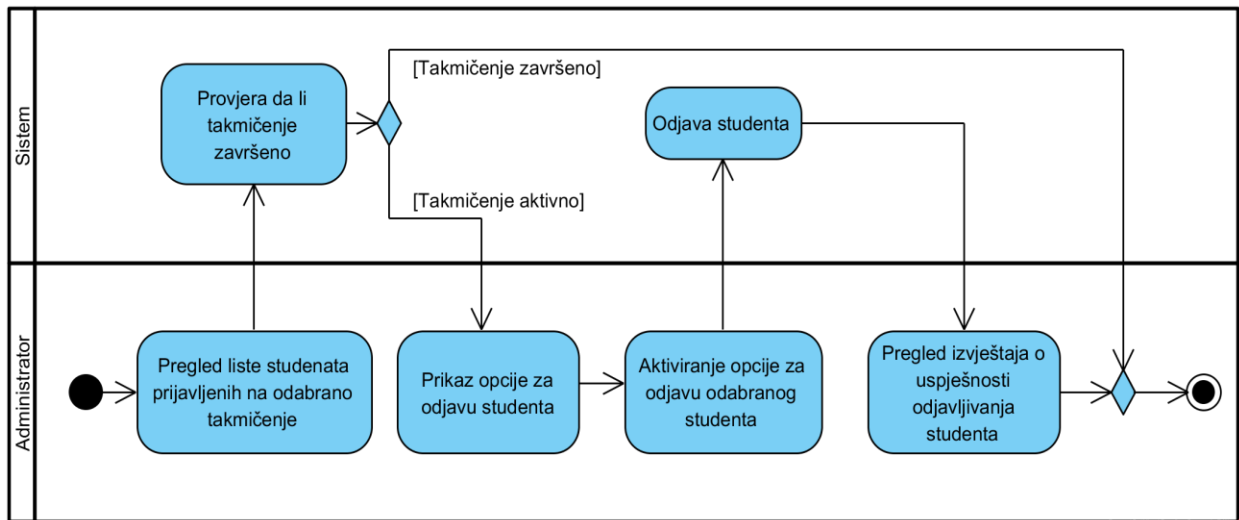 Sistem
Provjera da li
takmičenje
završeno
[Takmičenje završeno]
[Takmičenje aktivno]
Odjava studenta
Administrator
Pregled liste studenata
prijavljenih na odabrano
takmičenje
Prikaz opcije za
odjavu studenta
Aktiviranje opcije za
odjavu odabranog
studenta
Pregled izvještaja o
uspješnosti
odjavljivanja
studenta